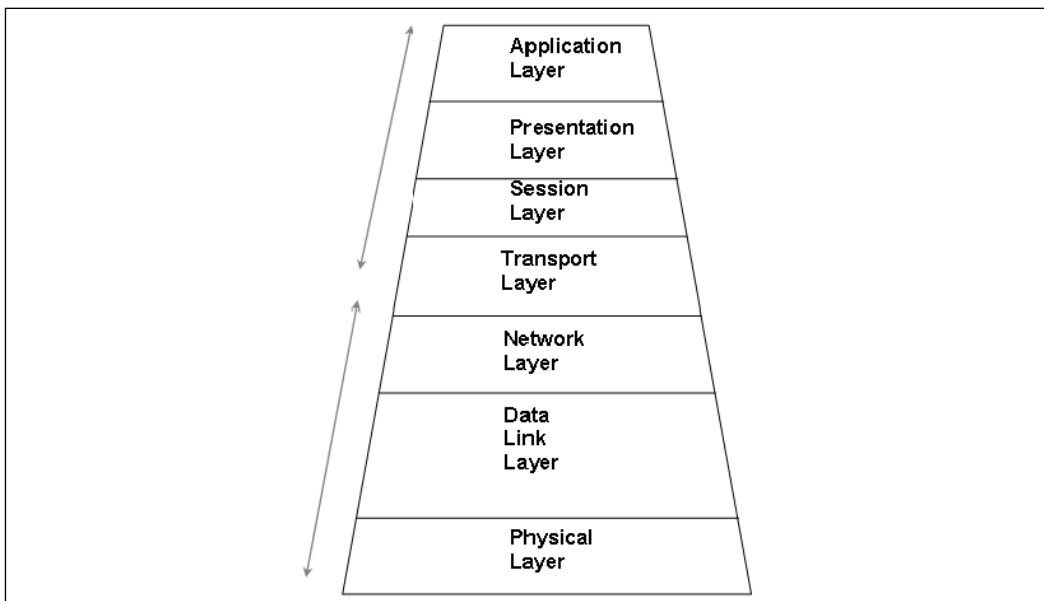 Application
Layer
Presentation
Layer
Session
Layer
Transport
Layer
Network
Layer
Data
Link
Layer
Physical
Layer